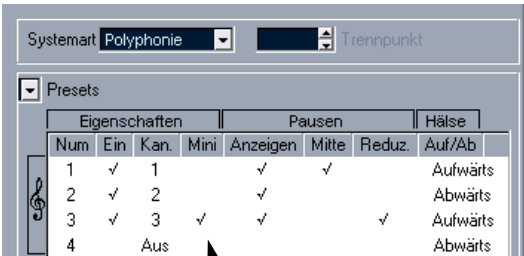 Systemart Polyphonie Trennpunkt
Presets
Eigenschaften Pausen Hälse
Num Ein Kan. Mini Anzeigen Mitte Reduz. Auf/Ab
1 √ 1 √ √ Aufwärts
2 √ 2 √ Abwärts
3 √ 3 √ √ √ Aufwärts
4 Aus Abwärts